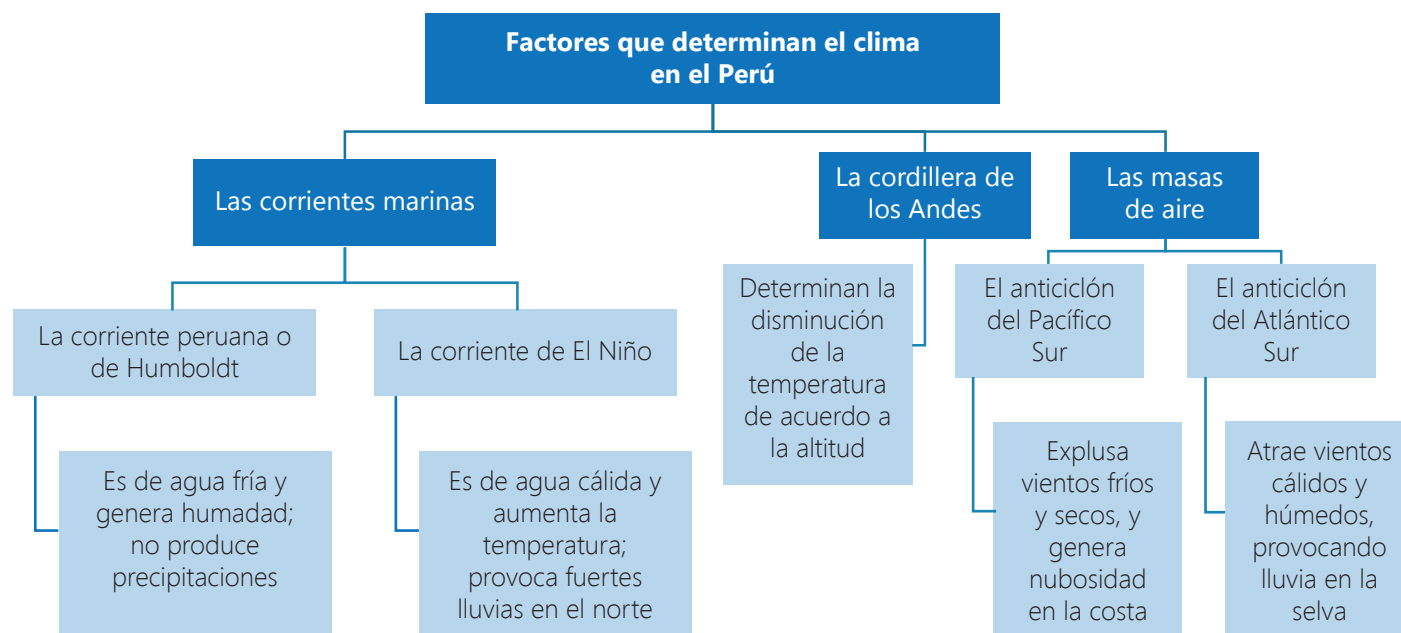 Factores que determinan el clima
en el Perú
Las corrientes marinas
La cordillera de
los Andes
Las masas
de aire
La corriente peruana o
de Humboldt
La corriente de El Niño
Determinan la
disminución
de la
temperatura
de acuerdo a
la altitud
El anticiclón
del Pacífico
Sur
El anticiclón
del Atlántico
Sur
Es de agua fría y
genera humadad;
no produce
precipitaciones
Es de agua cálida y
aumenta la
temperatura;
provoca fuertes
lluvias en el norte
Explusa
vientos fríos
y secos, y
genera
nubosidad
en la costa
Atrae vientos
cálidos y
húmedos,
provocando
lluvia en la
selva